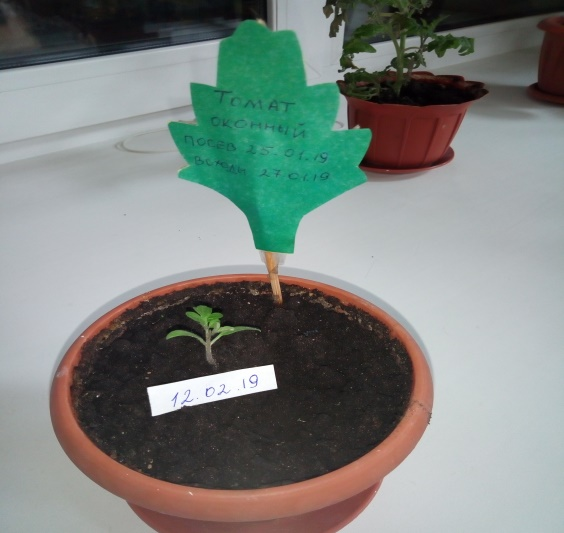 Томат
оконный
посев 25.01.19
всходы 27.01.19
12.02.19